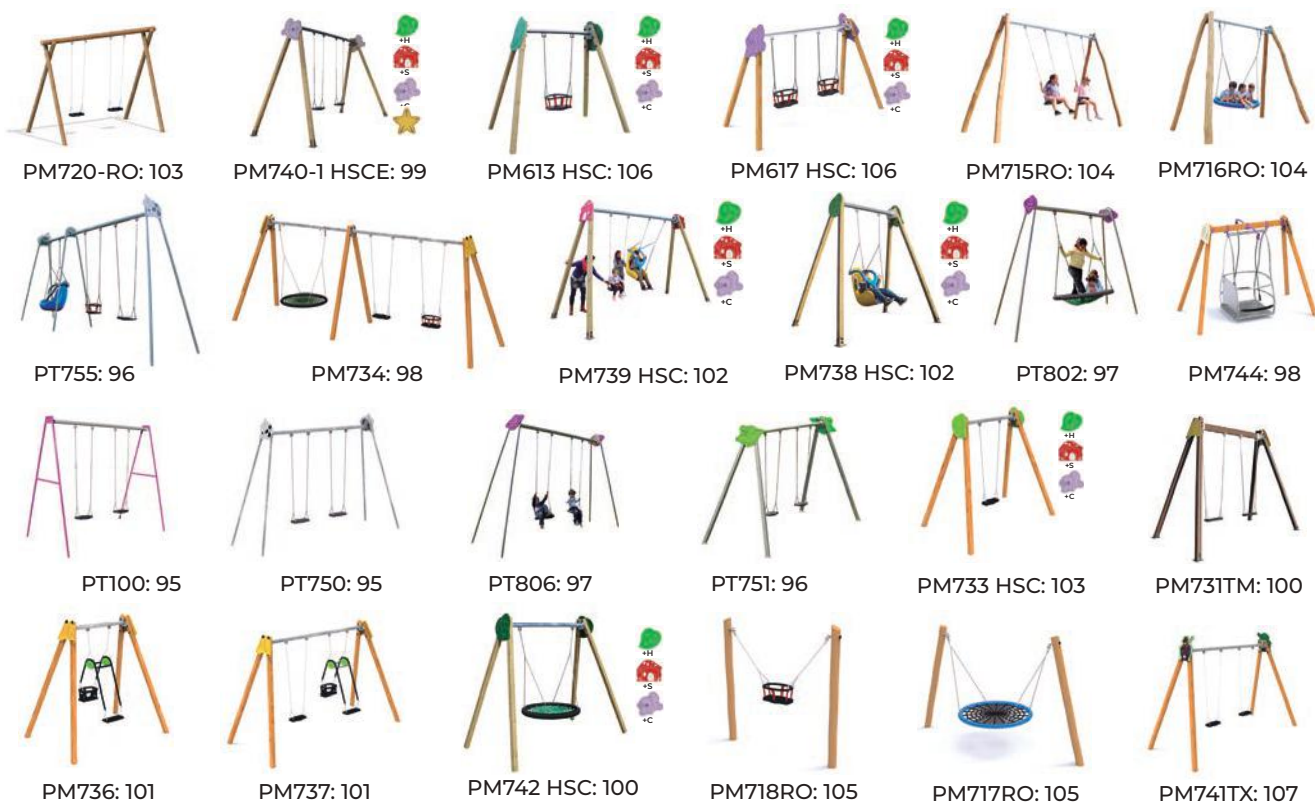 +H
+S
+H
+S
+C
+H
+S
+C
PM720-RO: 103
PM740-1 HSCE: 99
PM613 HSC: 106
PM617 HSC: 106
PM715RO: 104
PM716RO: 104
+H
+S
+C
+H
+S
+C
PT755: 96
PM734: 98
PM739 HSC: 102
PM738 HSC: 102
PT802: 97
PM744: 98
+H
+S
+C
PT100: 95
PT750: 95
PT806: 97
PT751: 96
PM733 HSC: 103
PM731TM: 100
+H
+S
+C
PM736: 101
PM737: 101
PM742 HSC: 100
PM718RO: 105
PM717RO: 105
PM741TX: 107